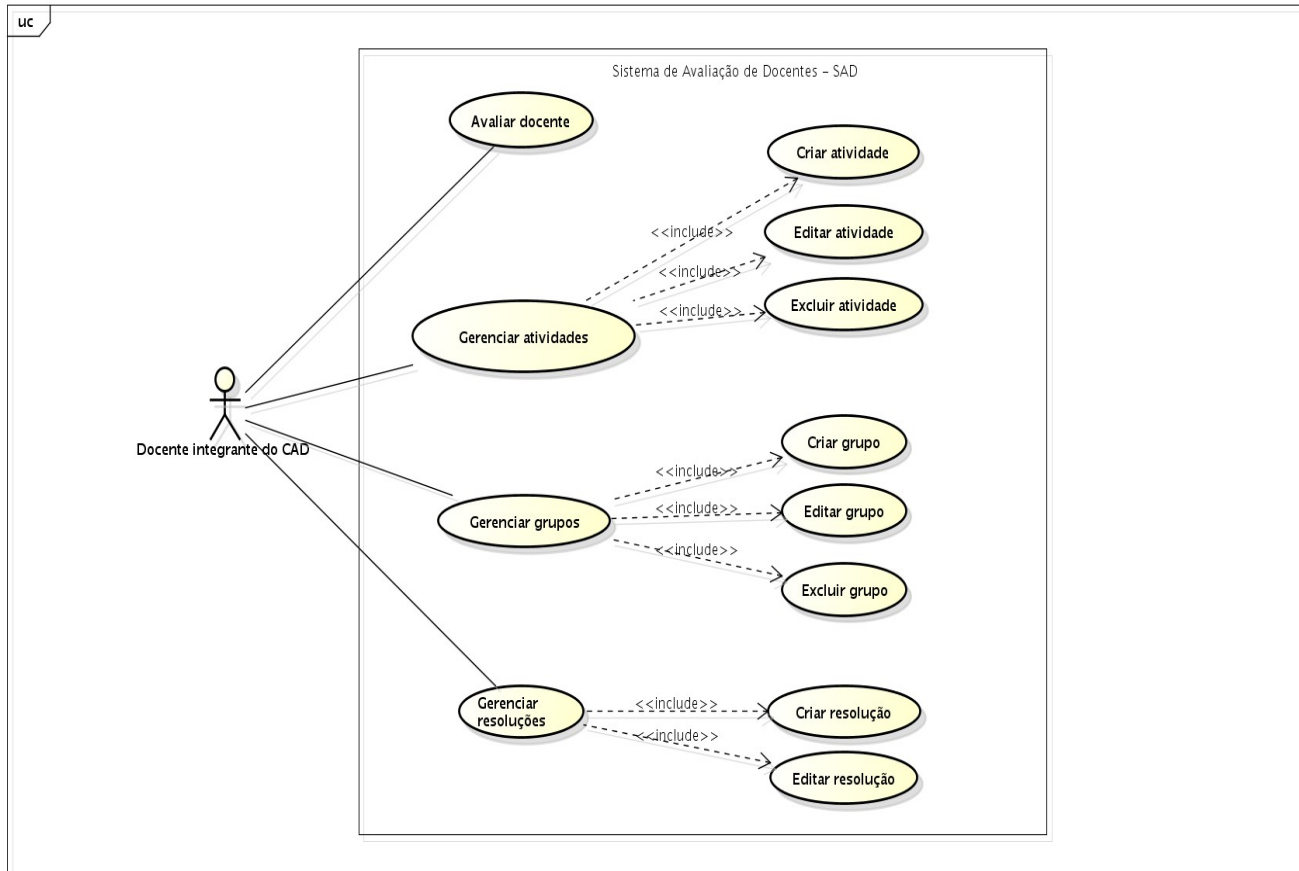 uc
Sistema de Avaliação de Docentes - SAD
Avaliar docente
Criar atividade
<<include>>
Editar atividade
<<include>>
Excluir atividade
<<include>>
Gerenciar atividades
Docente integrante do CAD
Criar grupo
<<include>>
Editar grupo
<<include>>
Gerenciar grupos
<<include>>
Excluir grupo
Gerenciar
resoluções
<<include>>
Criar resolução
<<include>>
Editar resolução